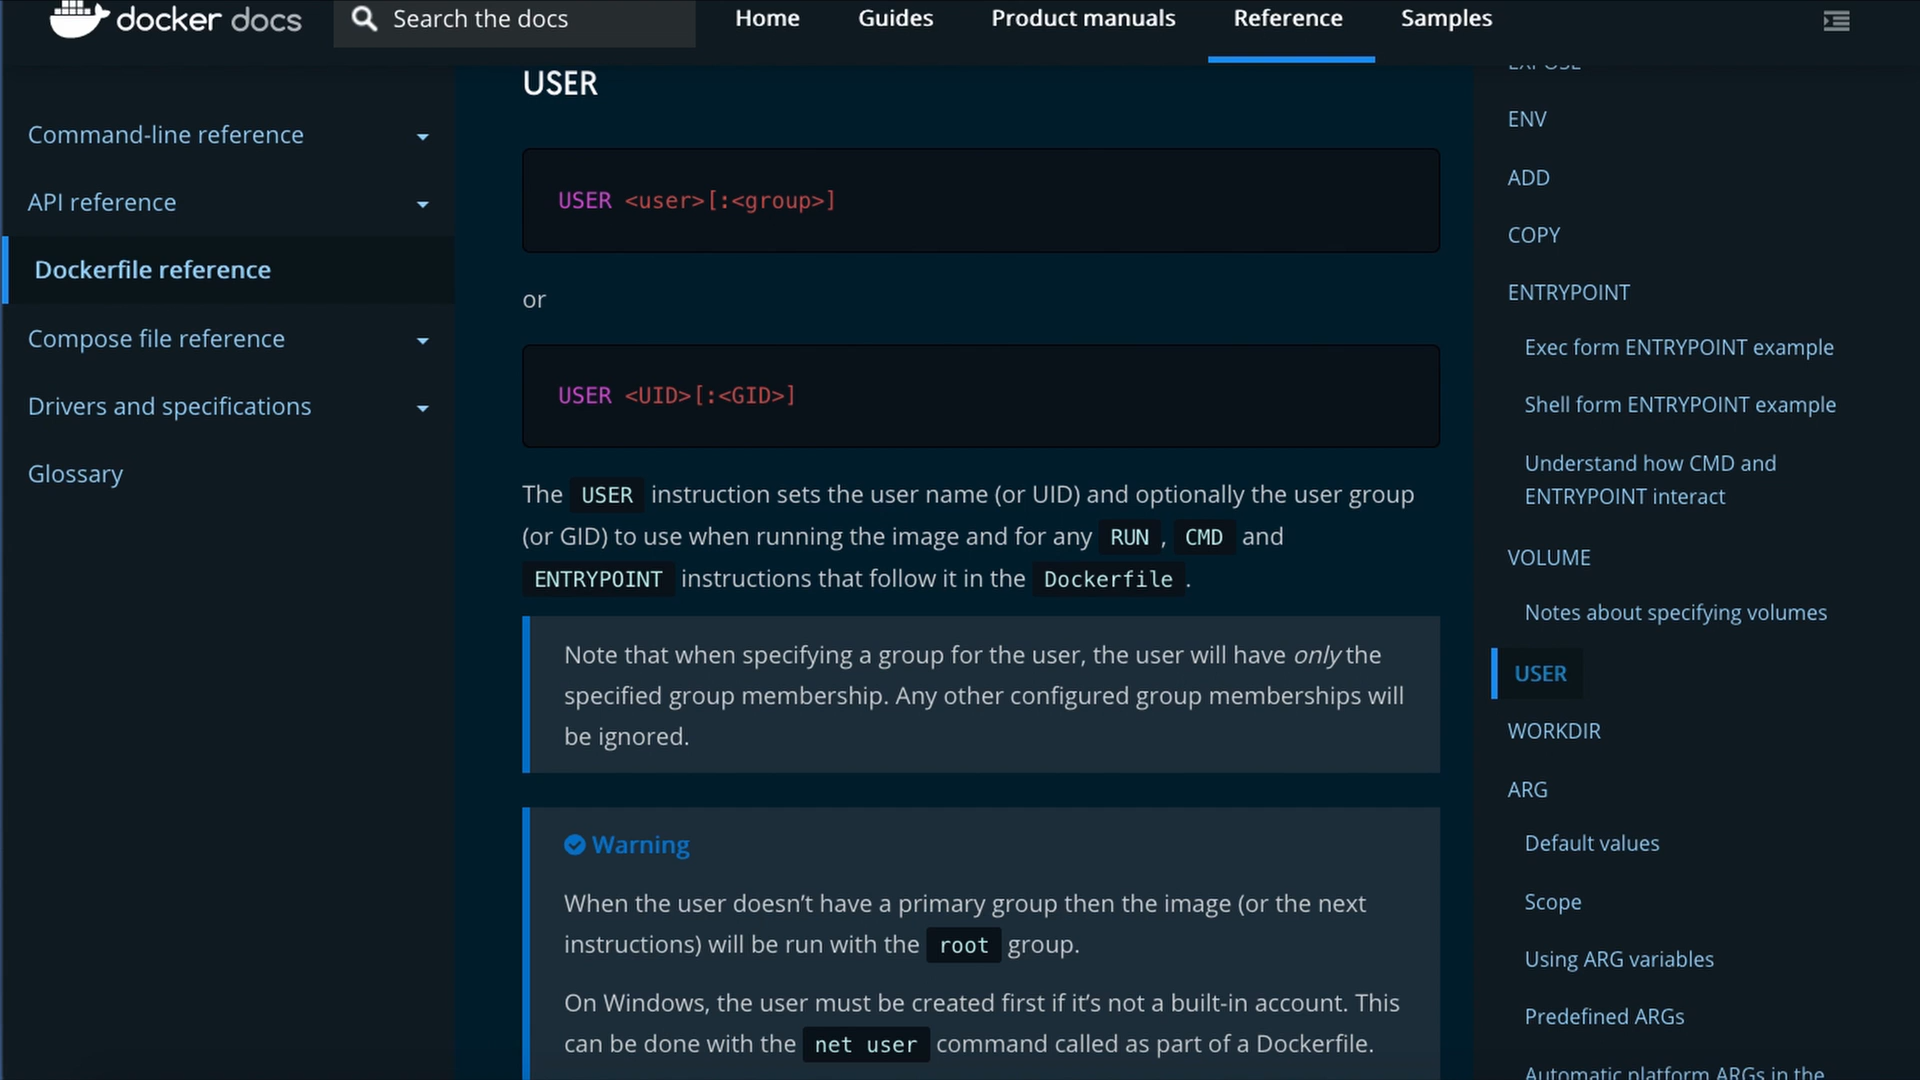 docker docs
Search the docs
Home
Guides
Product manuals
Reference
Samples
Command-line reference
API reference
Dockerfile reference
Compose file reference
Drivers and specifications
Glossary
USER
USER <user>[:<group>]
or
USER <UID>[:<GID>]
The USER instruction sets the user name (or UID) and optionally the user group
(or GID) to use when running the image and for any RUN , CMD and
ENTRYPOINT instructions that follow it in the Dockerfile .
Note that when specifying a group for the user, the user will have only the
specified group membership. Any other configured group memberships will
be ignored.
Warning
When the user doesn’t have a primary group then the image (or the next
instructions) will be run with the root group.
On Windows, the user must be created first if it’s not a built-in account. This
can be done with the net user command called as part of a Dockerfile.
EXPOSE
ENV
ADD
COPY
ENTRYPOINT
Exec form ENTRYPOINT example
Shell form ENTRYPOINT example
Understand how CMD and
ENTRYPOINT interact
VOLUME
Notes about specifying volumes
USER
WORKDIR
ARG
Default values
Scope
Using ARG variables
Predefined ARGs
Automatic platform ARGs in the